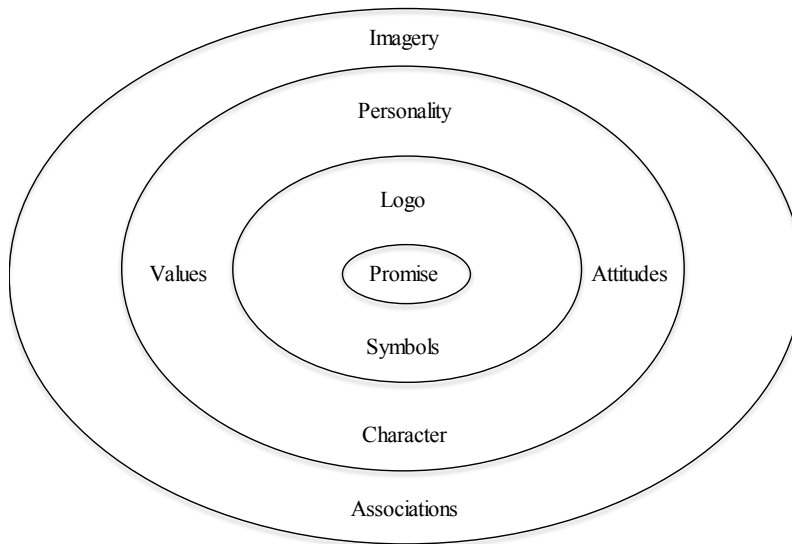 Imagery
Personality
Logo
Values
Promise
Attitudes
Symbols
Character
Associations